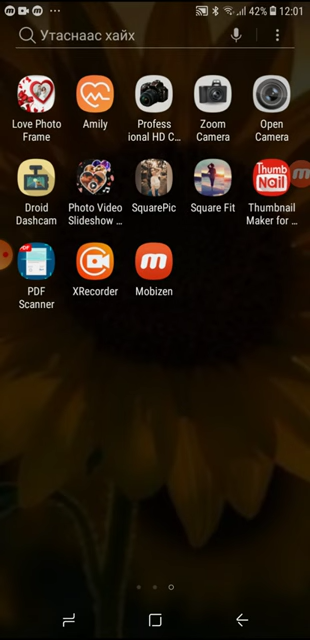 42% 12:01
Утаснаас хайх
Love Photo
Frame
Amily
Profess
ional HD C...
Zoom
Camera
Open
Camera
Droid
Dashcam
Photo Video
Slideshow ...
SquarePic
Square Fit
Thumb
Nail
Thumbnail
Maker for ...
PDF
PDF
Scanner
XRecorder
Mobizen